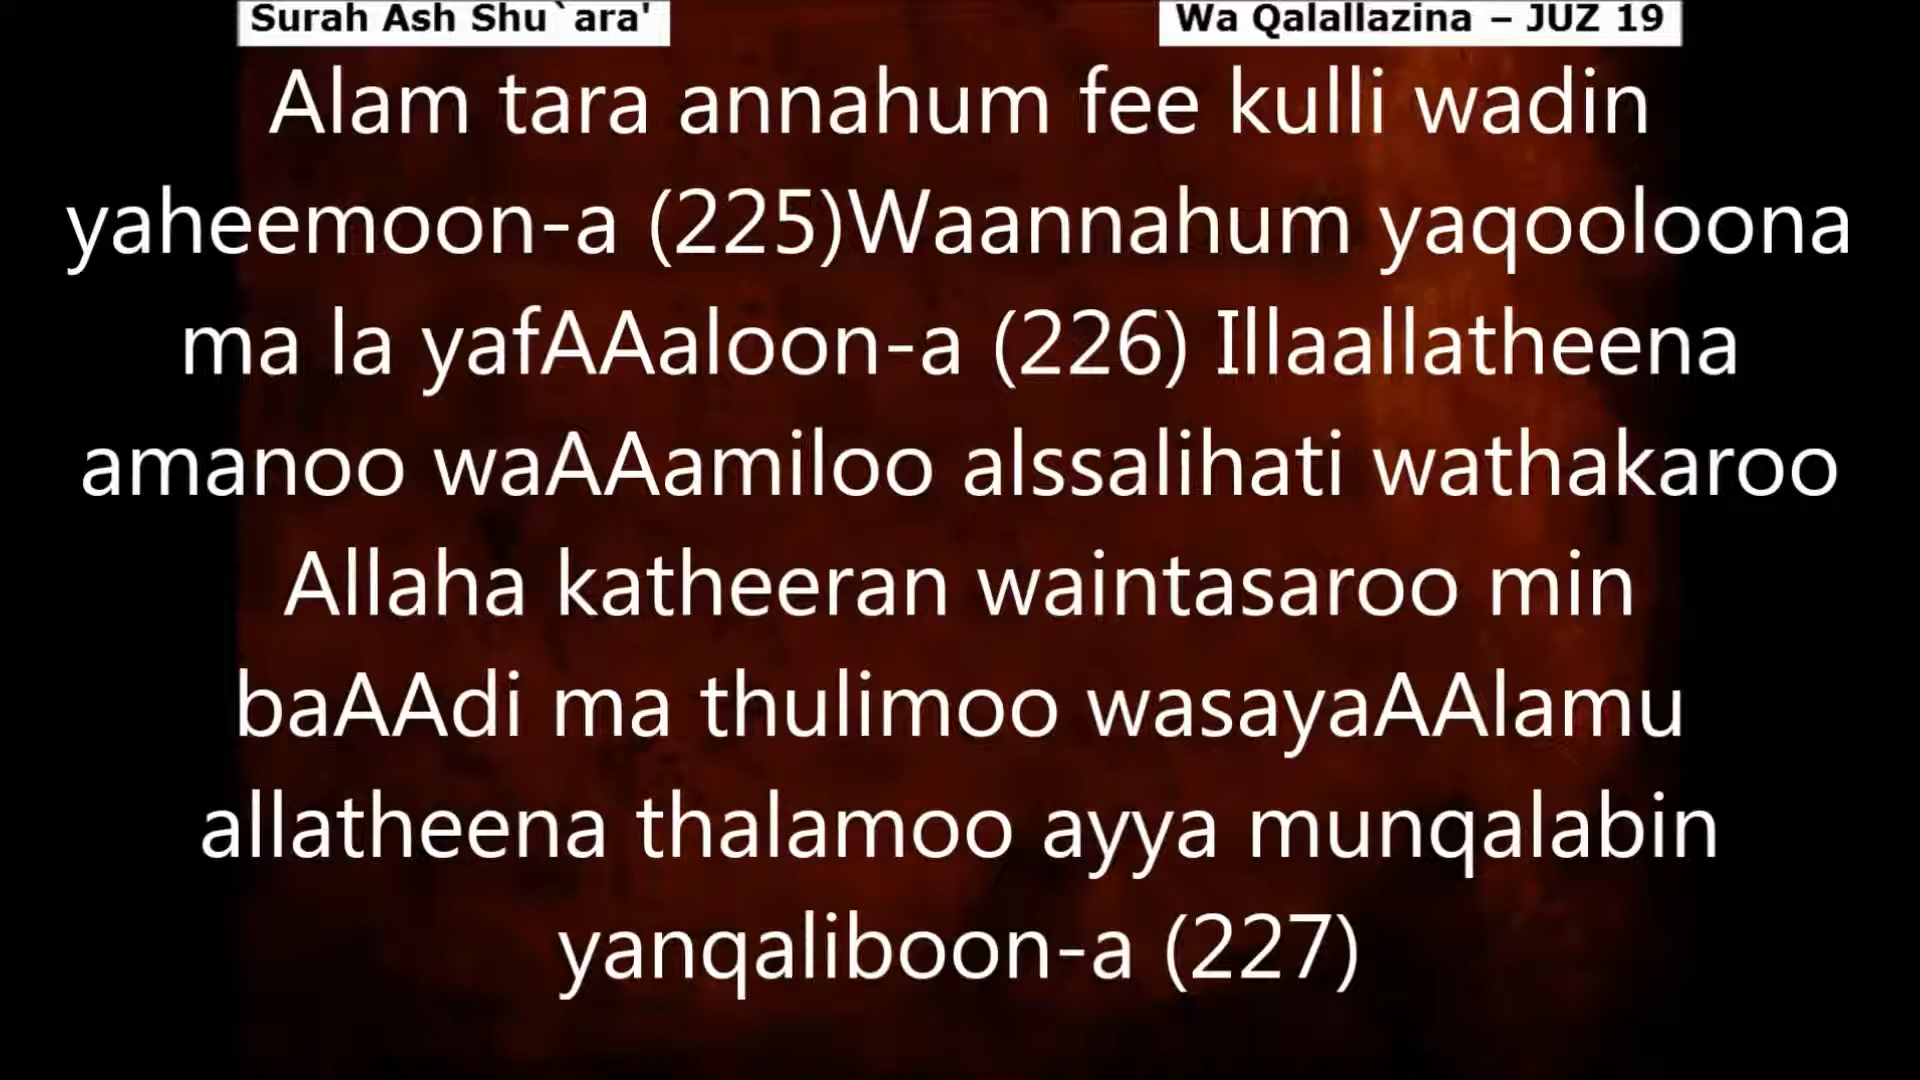 Surah Ash Shu`ara'
Wa Qalallazina – JUZ 19
Alam tara annahum fee kulli wadin
yaheemoon-a (225)Waannahum yaqooloona
ma la yafAAaloon-a (226) Illaallatheena
amanoo waAAamiloo alssalihati wathakaroo
Allaha katheeran waintasaroo min
baAAdi ma thulimoo wasayaAAlamu
allatheena thalamoo ayya munqalabin
yanqaliboon-a (227)